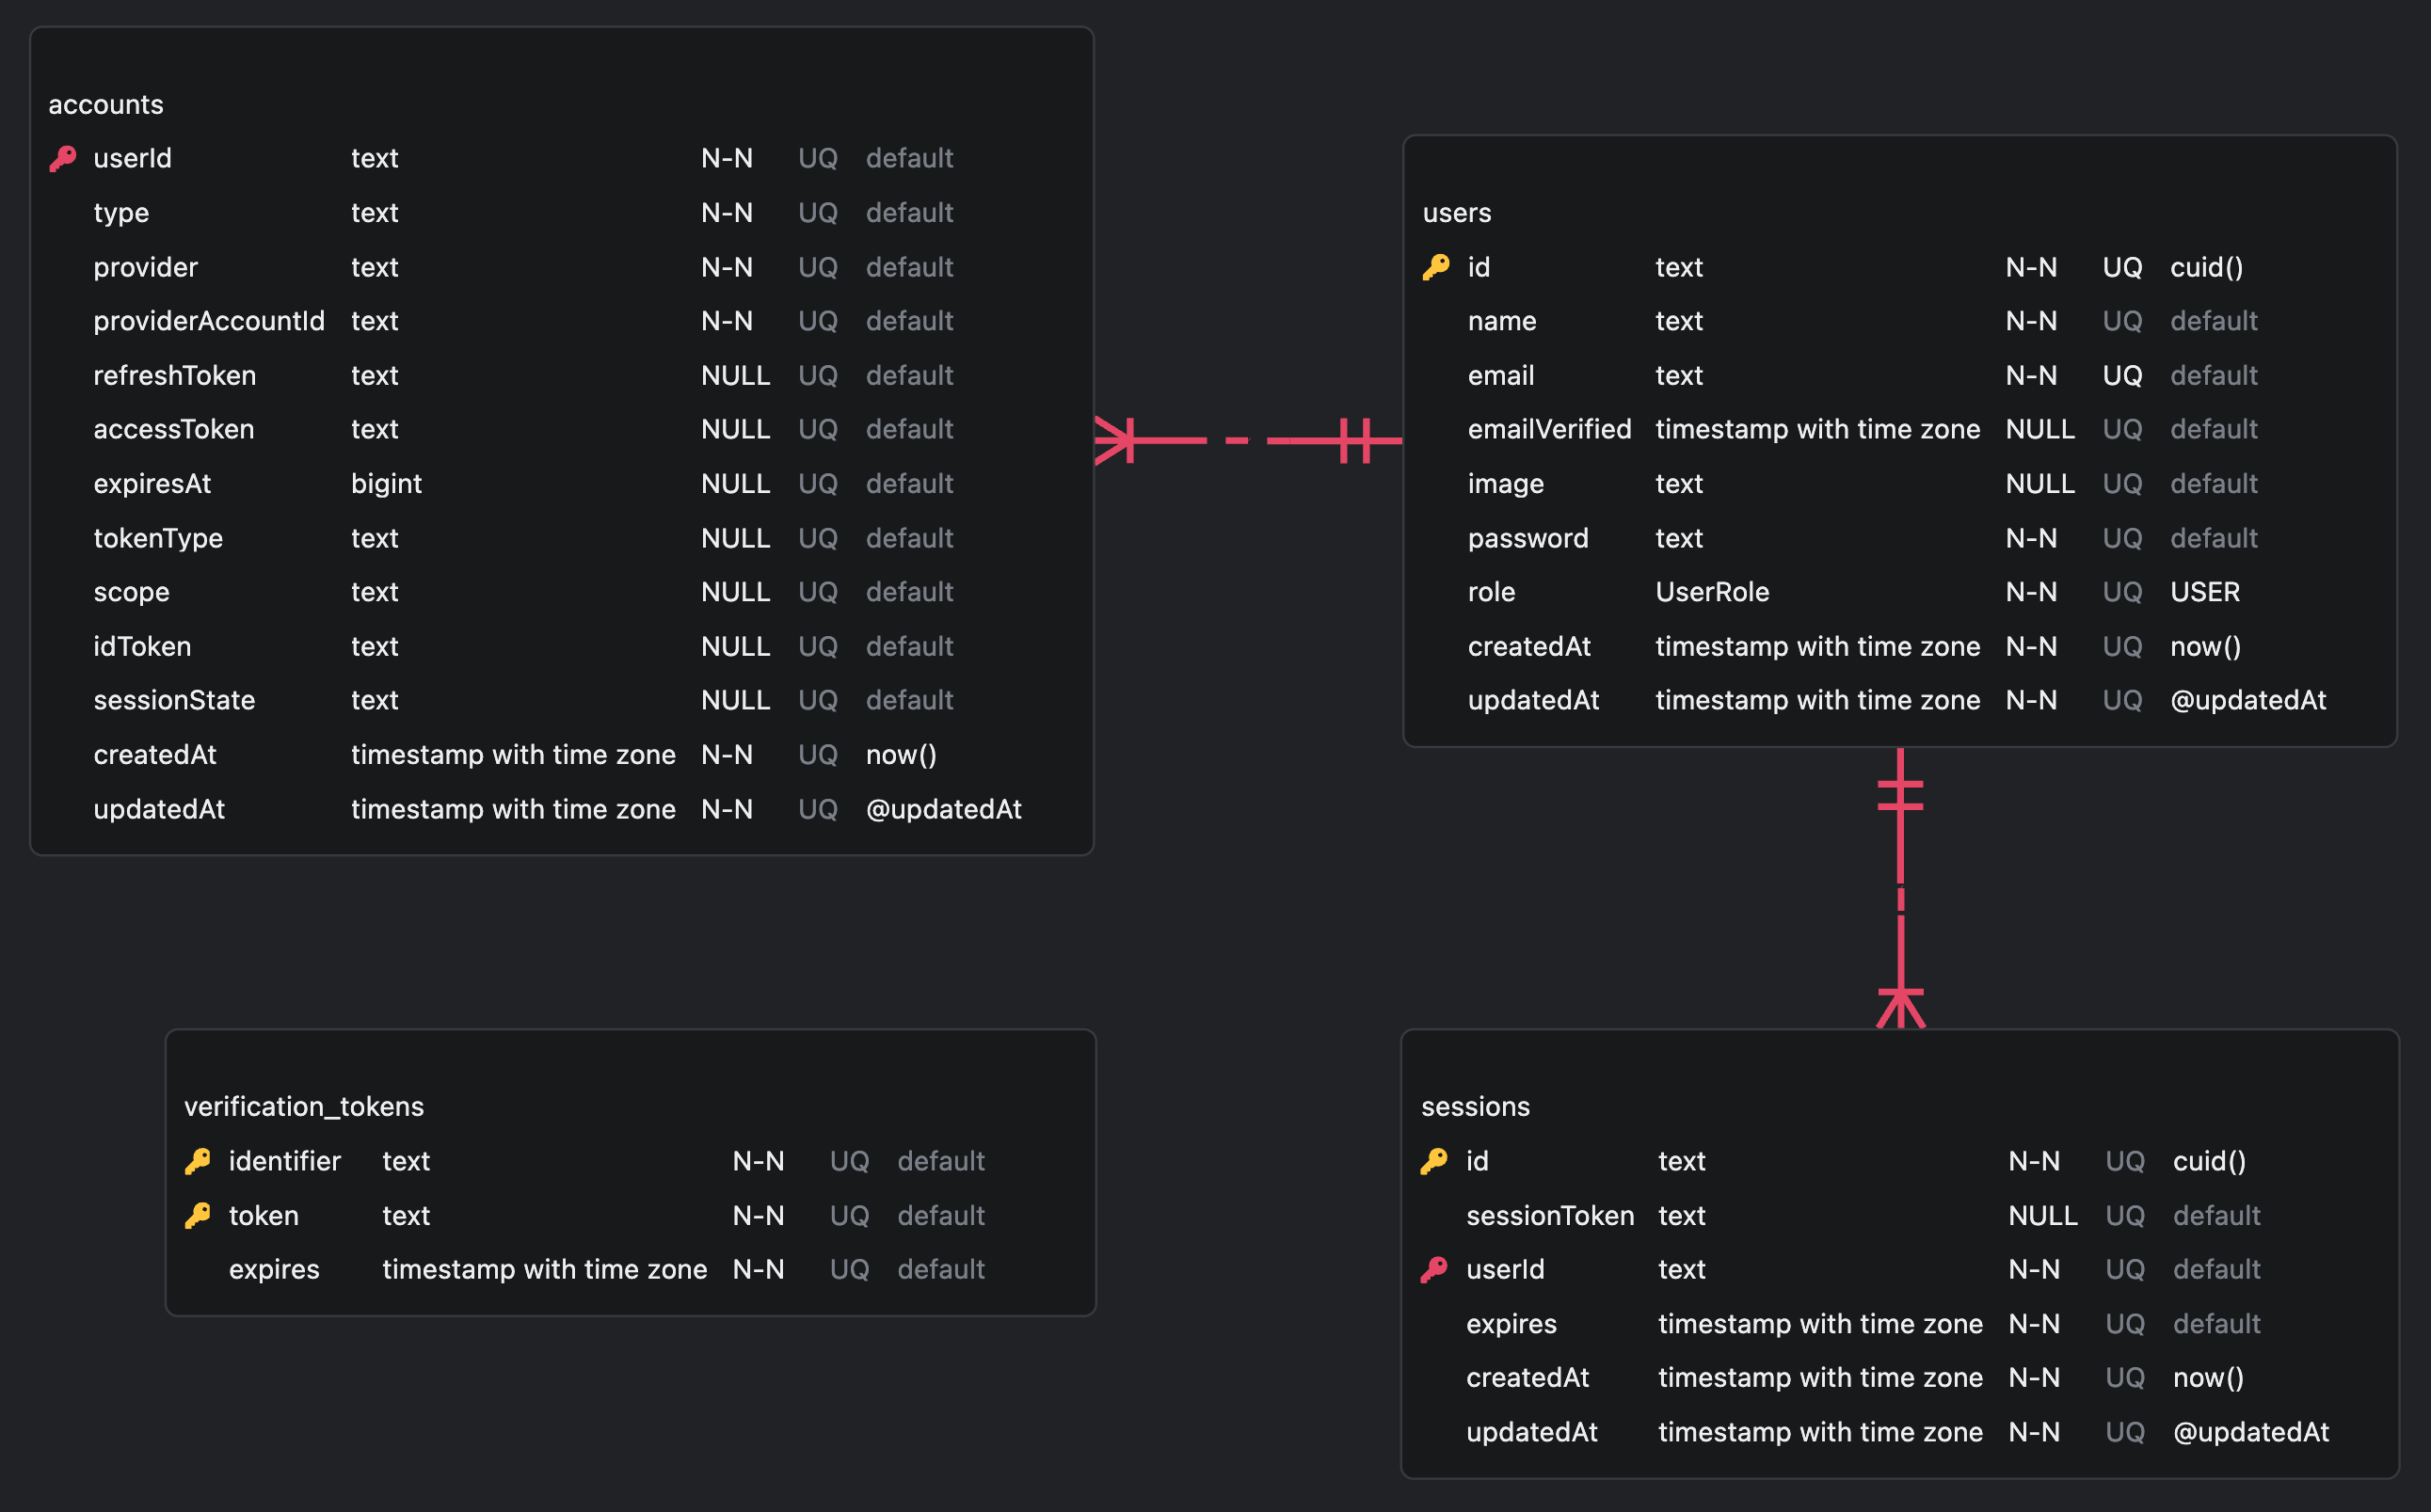 accounts
userId text N-N UQ default
type text N-N UQ default
provider text N-N UQ default
providerAccountId text N-N UQ default
refreshToken text NULL UQ default
accessToken text NULL UQ default
expiresAt bigint NULL UQ default
tokenType text NULL UQ default
scope text NULL UQ default
idToken text NULL UQ default
sessionState text NULL UQ default
createdAt timestamp with time zone N-N UQ now()
updatedAt timestamp with time zone N-N UQ @updatedAt
users
id text N-N UQ cuid()
name text N-N UQ default
email text N-N UQ default
emailVerified timestamp with time zone NULL UQ default
image text NULL UQ default
password text N-N UQ default
role UserRole N-N UQ USER
createdAt timestamp with time zone N-N UQ now()
updatedAt timestamp with time zone N-N UQ @updatedAt
verification_tokens
identifier text N-N UQ default
token text N-N UQ default
expires timestamp with time zone N-N UQ default
sessions
id text N-N UQ cuid()
sessionToken text NULL UQ default
userId text N-N UQ default
expires timestamp with time zone N-N UQ default
createdAt timestamp with time zone N-N UQ now()
updatedAt timestamp with time zone N-N UQ @updatedAt